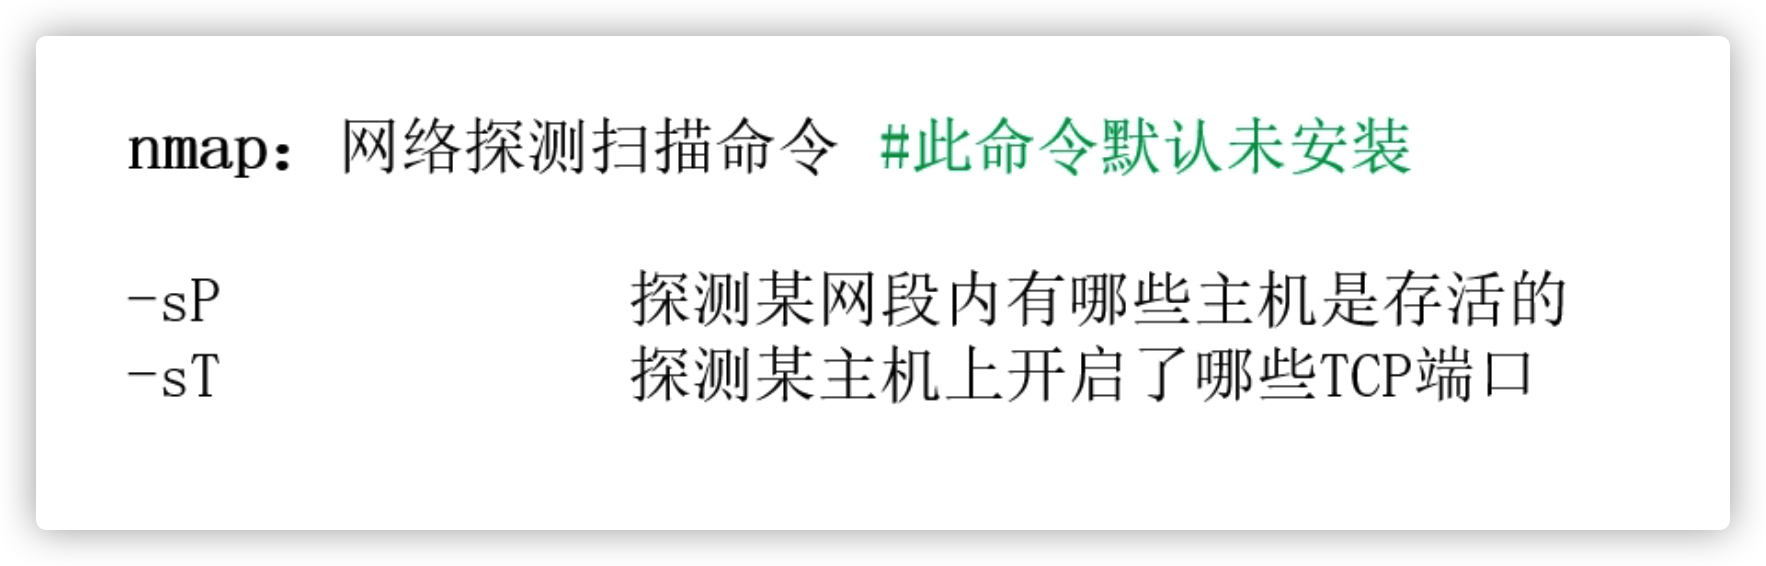 nmap： 网络探测扫描命令 #此命令默认未安装
-sP 探测某网段内有哪些主机是存活的
-sT 探测某主机上开启了哪些TCP端口